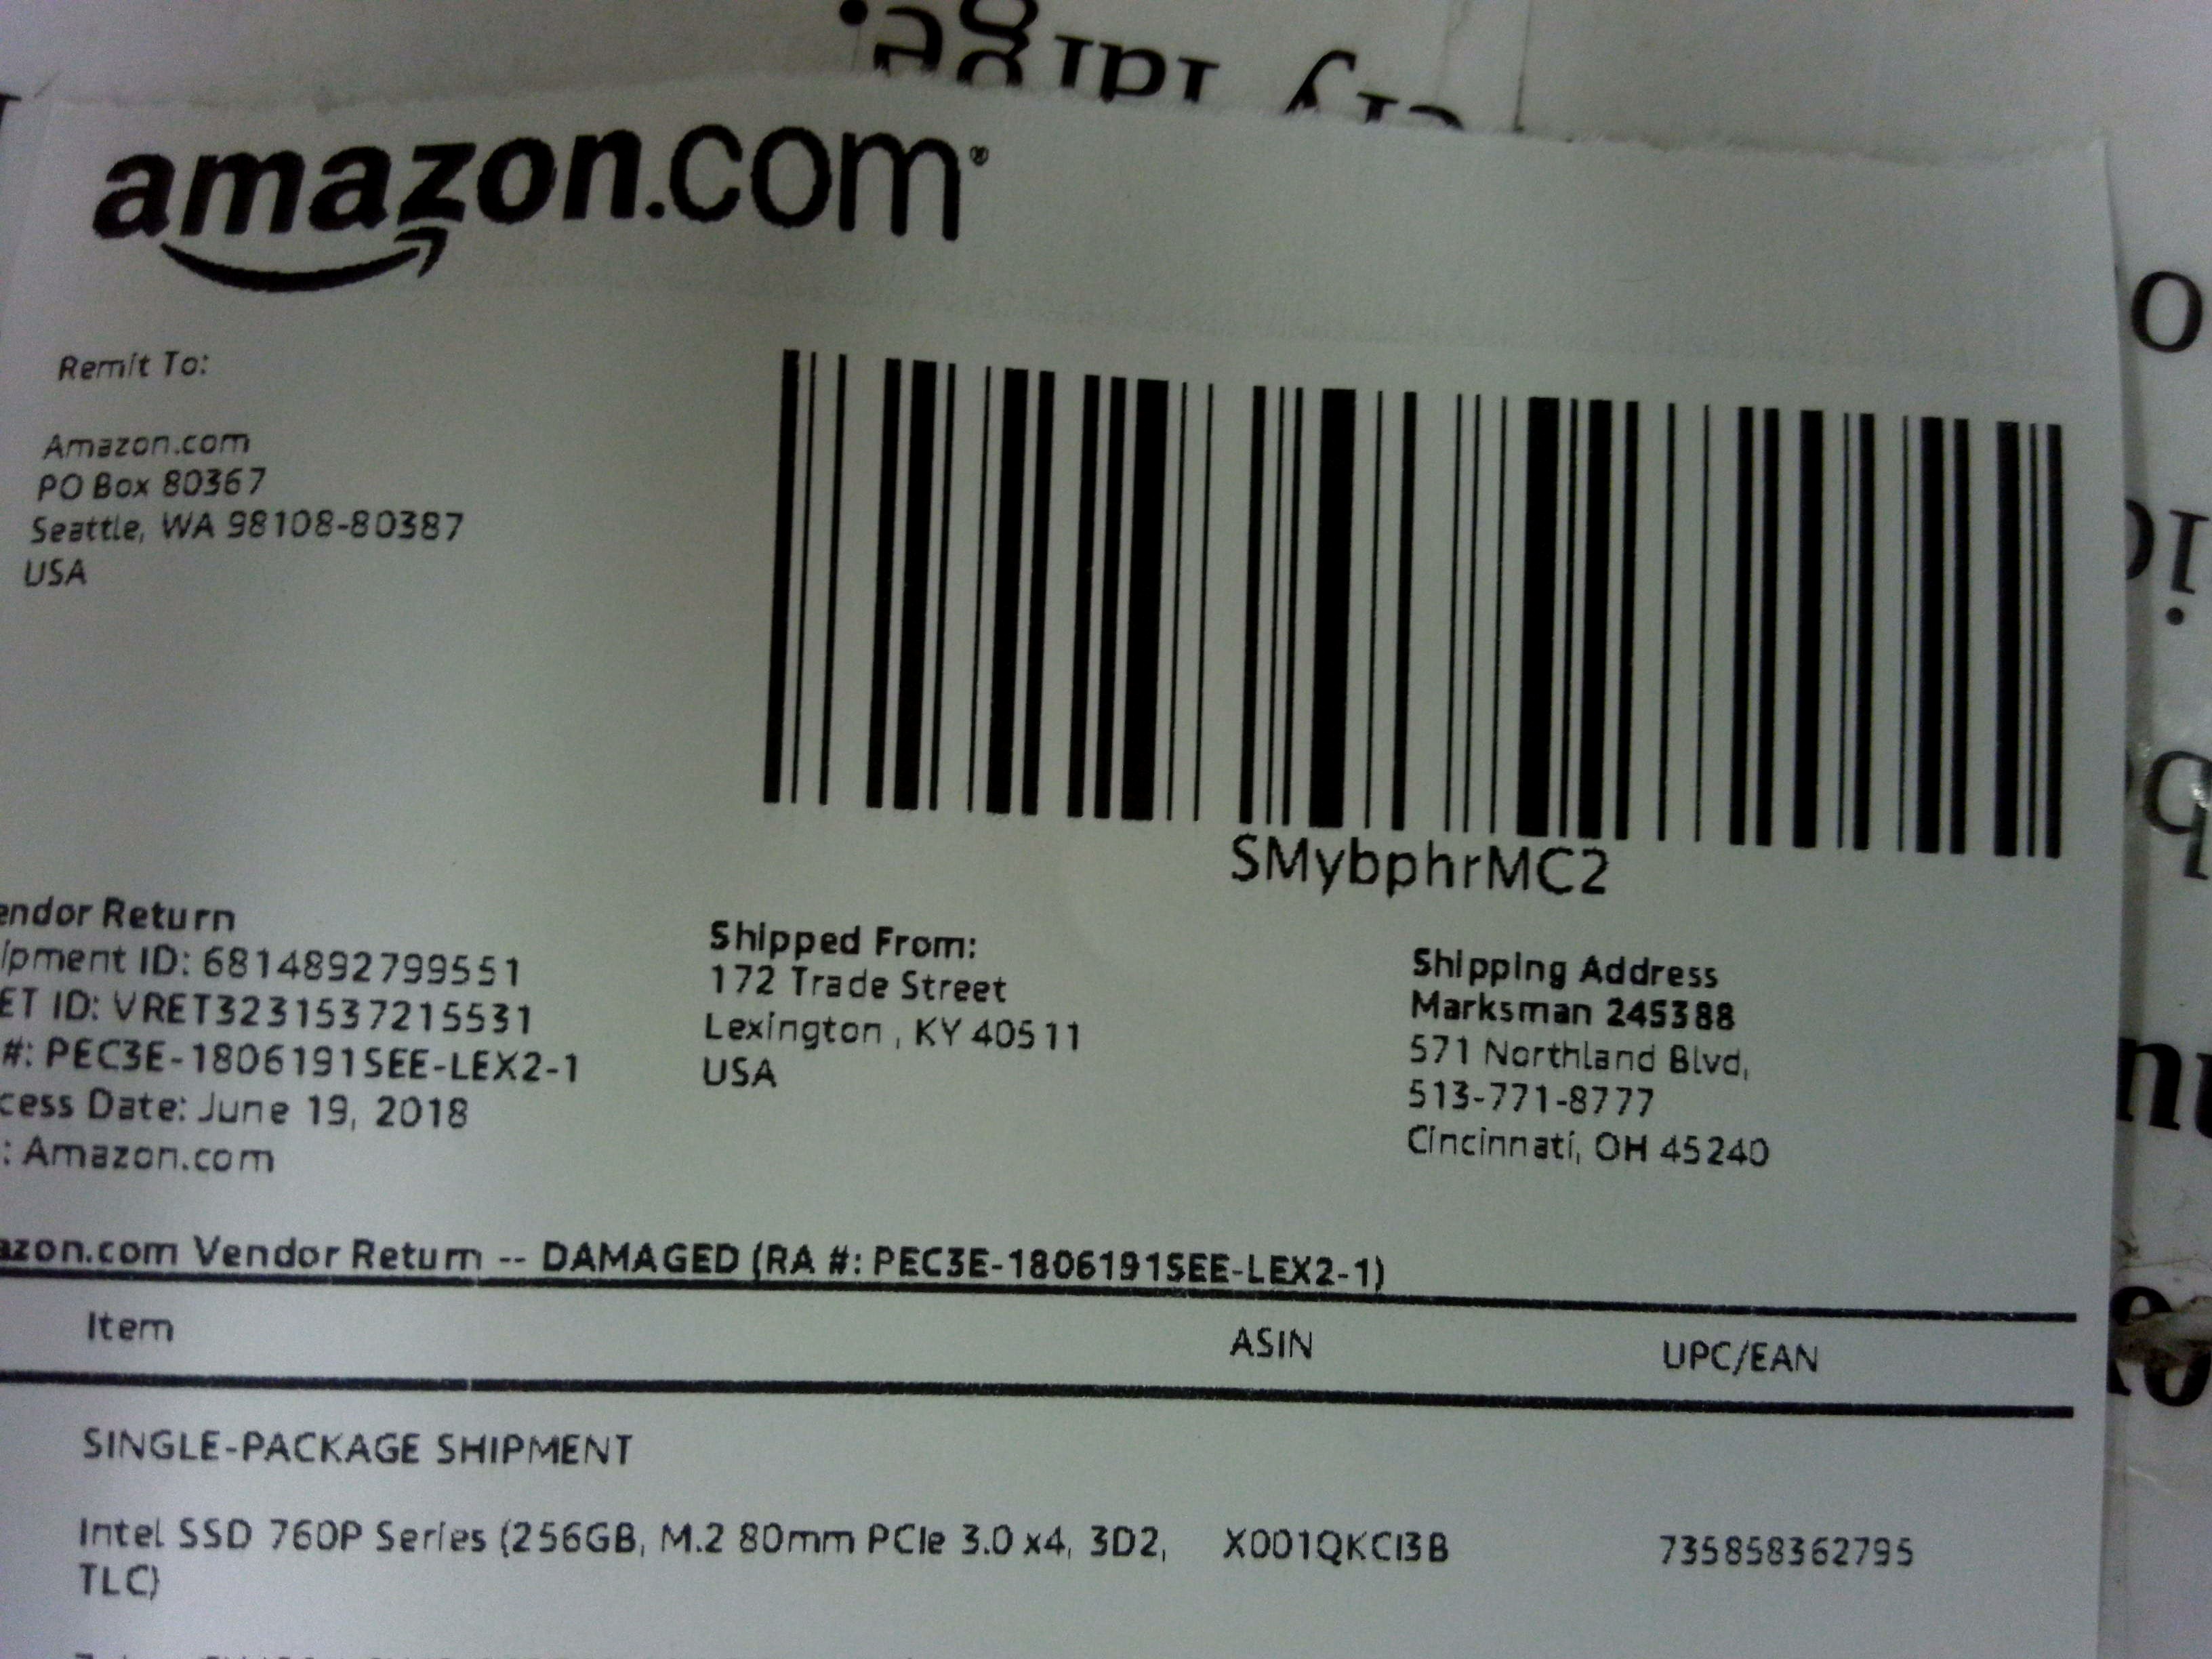 amazon.com®
Remit To:
Amazon.com
PO Box 80367
Seattle, WA 98108-80387
USA
SMybphrMC2
endor Return
ipment ID: 6814892799551
ET ID: VRET3231537215531
#: PEC3E-1806191SEE-LEX2-1
cess Date: June 19, 2018
: Amazon.com
Shipped From:
172 Trade Street
Lexington , KY 40511
USA
Shipping Address
Marksman 245388
571 Northland Blvd,
513-771-8777
Cincinnati, OH 45240
azon.com Vendor Return -- DAMAGED (RA #: PEC3E-1806191SEE-LEX2-1)
Item ASIN UPC/EAN
SINGLE-PACKAGE SHIPMENT
Intel SSD 760P Series (256GB, M.2 80mm PCIe 3.0 x4, 3D2, X001QKCI3B 735858362795
TLC)